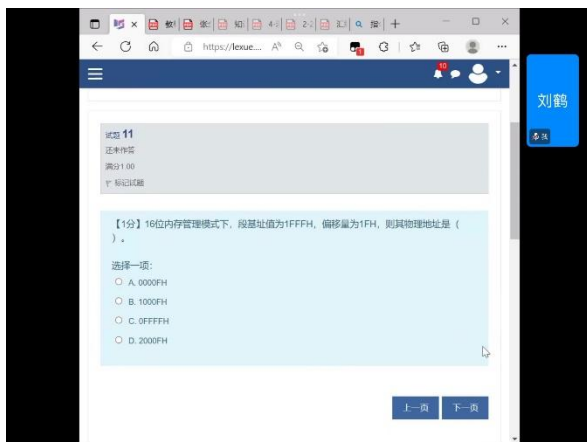 https://lexue....
10
刘鹤
试题 11
还未作答
满分1.00
标记试题
【1分】16位内存管理模式下，段基址值为1FFFH，偏移量为1FH，则其物理地址是（
）。
选择一项：
A. 0000FH
B. 1000FH
C. 0FFFFH
D. 2000FH
上一页
下一页